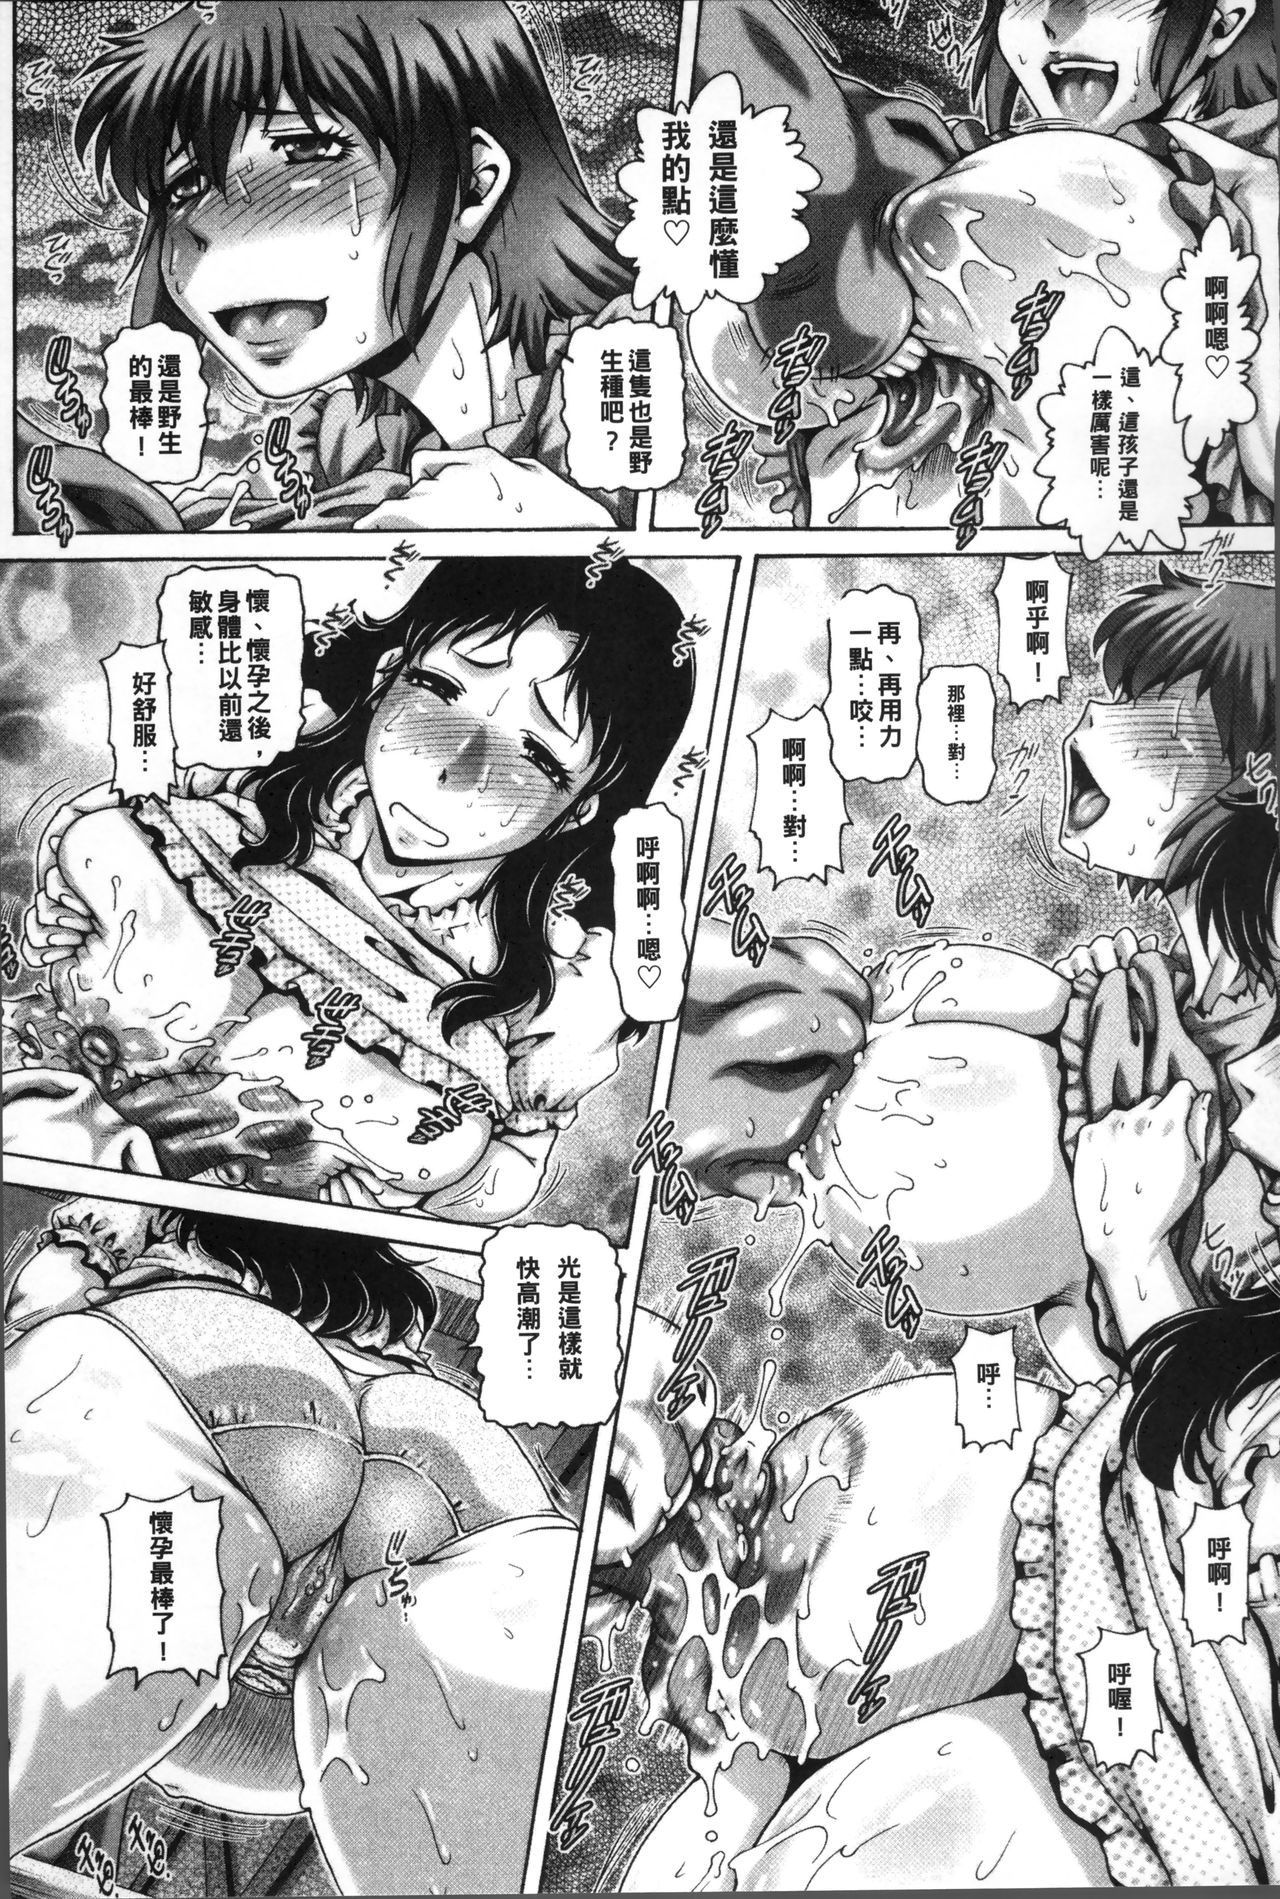 啊啊嗯♡
這、這孩子還是
一樣厲害呢…
還是這麼懂
我的點♡
這隻也是野
生種吧？
還是野生
的最棒！
啊乎啊！
那裡…對…
再、再用力
一點…咬…
啊啊…對…
呼…
呼啊！
呼喔！
呼啊啊…嗯♡
懷、懷孕之後，
身體比以前還
敏感…
好舒服…
光是這樣就
快高潮了…
懷孕最棒了！